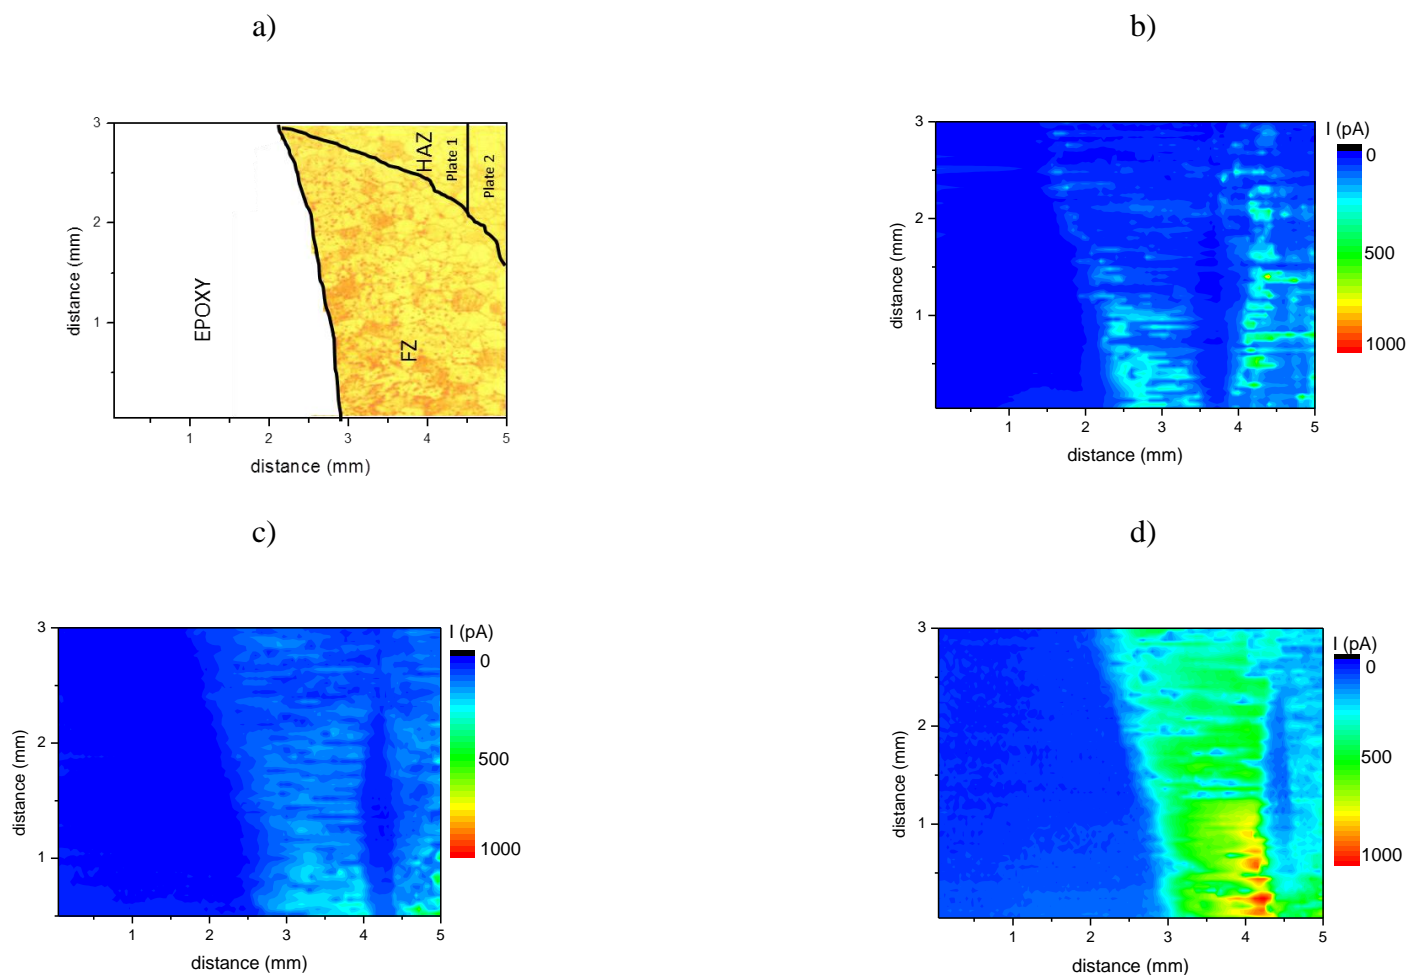 a)
3
2
1
distance (mm)
EPOXY
FZ
HAZ
Plate 1
Plate 2
1 2 3 4 5
distance (mm)
b)
3
2
1
distance (mm)
1 2 3 4 5
distance (mm)
I (pA)
0
500
1000
c)
3
2
1
distance (mm)
1 2 3 4 5
distance (mm)
I (pA)
0
500
1000
d)
3
2
1
distance (mm)
1 2 3 4 5
distance (mm)
I (pA)
0
500
1000